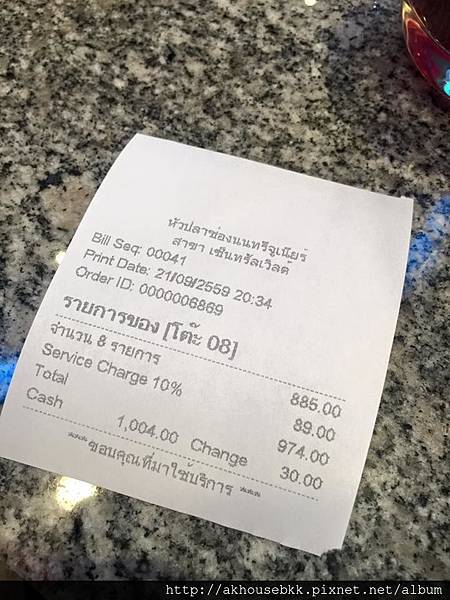 หัวปลาช่องนนทรีจูเนียร์
สาขา เซ็นทรัลเวิลด์
Bill Seq: 00041
Print Date: 21/09/2559 20:34
Order ID: 0000006869
รายการของ [โต๊ะ 08]
จำนวน 8 รายการ 885.00
Service Charge 10% 89.00
Total 974.00
Cash 1,004.00 Change 30.00
ขอบคุณที่มาใช้บริการ
http://akhousebkk.pixnet.net/album